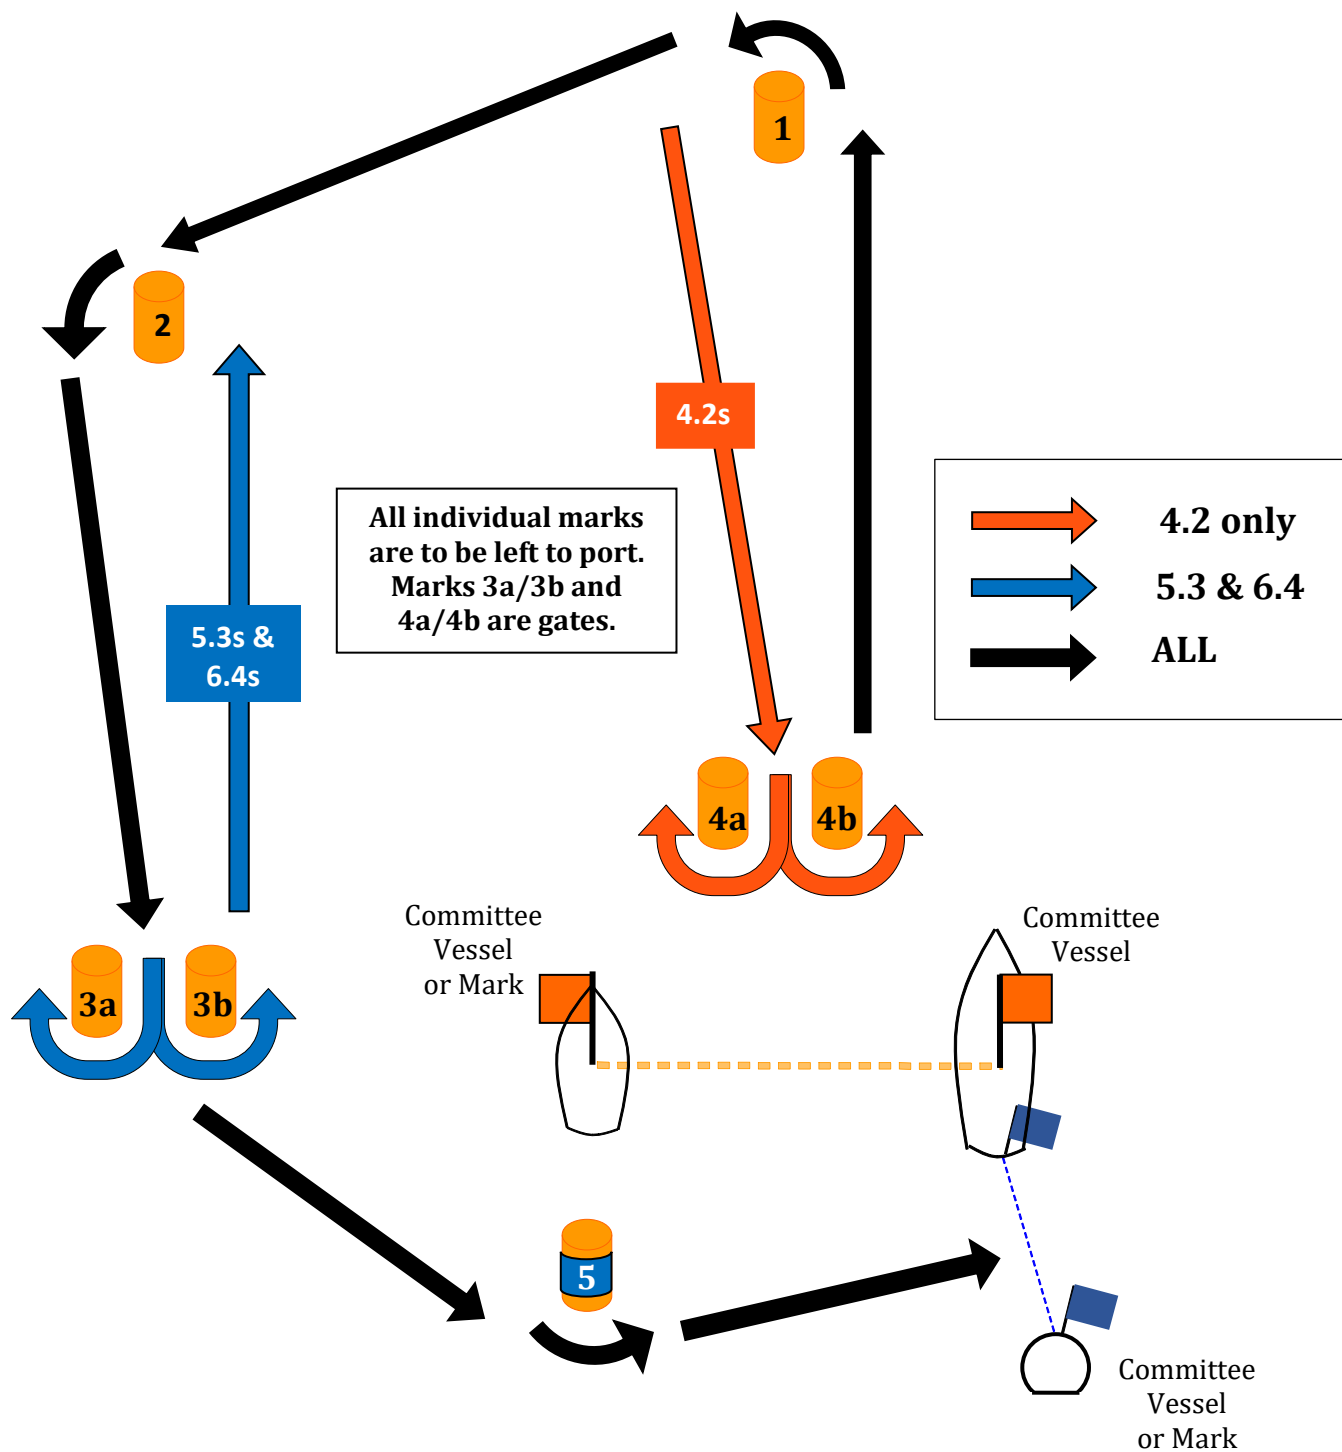 1
2
4.2s
All individual marks
are to be left to port.
Marks 3a/3b and
4a/4b are gates.
4.2 only
5.3 & 6.4
ALL
5.3s &
6.4s
4a
4b
Committee
Vessel
or Mark
Committee
Vessel
3a
3b
5
Committee
Vessel
or Mark